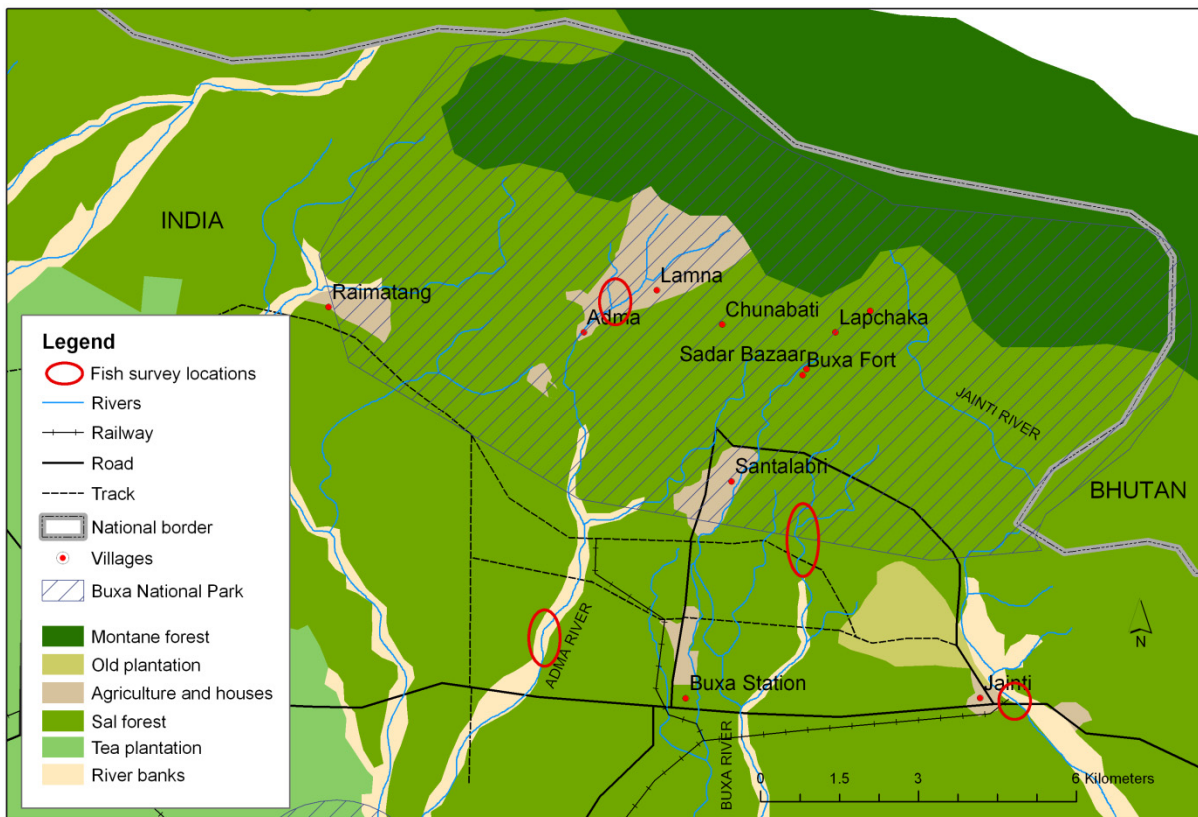 INDIA
Lamna
Raimatang
Adma
Chunabati
Lapchaka
Sadar Bazaar
Buxa Fort
JAINTI RIVER
Santalabri
BHUTAN
ADMA RIVER
N
Buxa Station
Jainti
BUXA RIVER
0 1.5 3 6 Kilometers
Legend
Fish survey locations
Rivers
Railway
Road
Track
National border
Villages
Buxa National Park
Montane forest
Old plantation
Agriculture and houses
Sal forest
Tea plantation
River banks